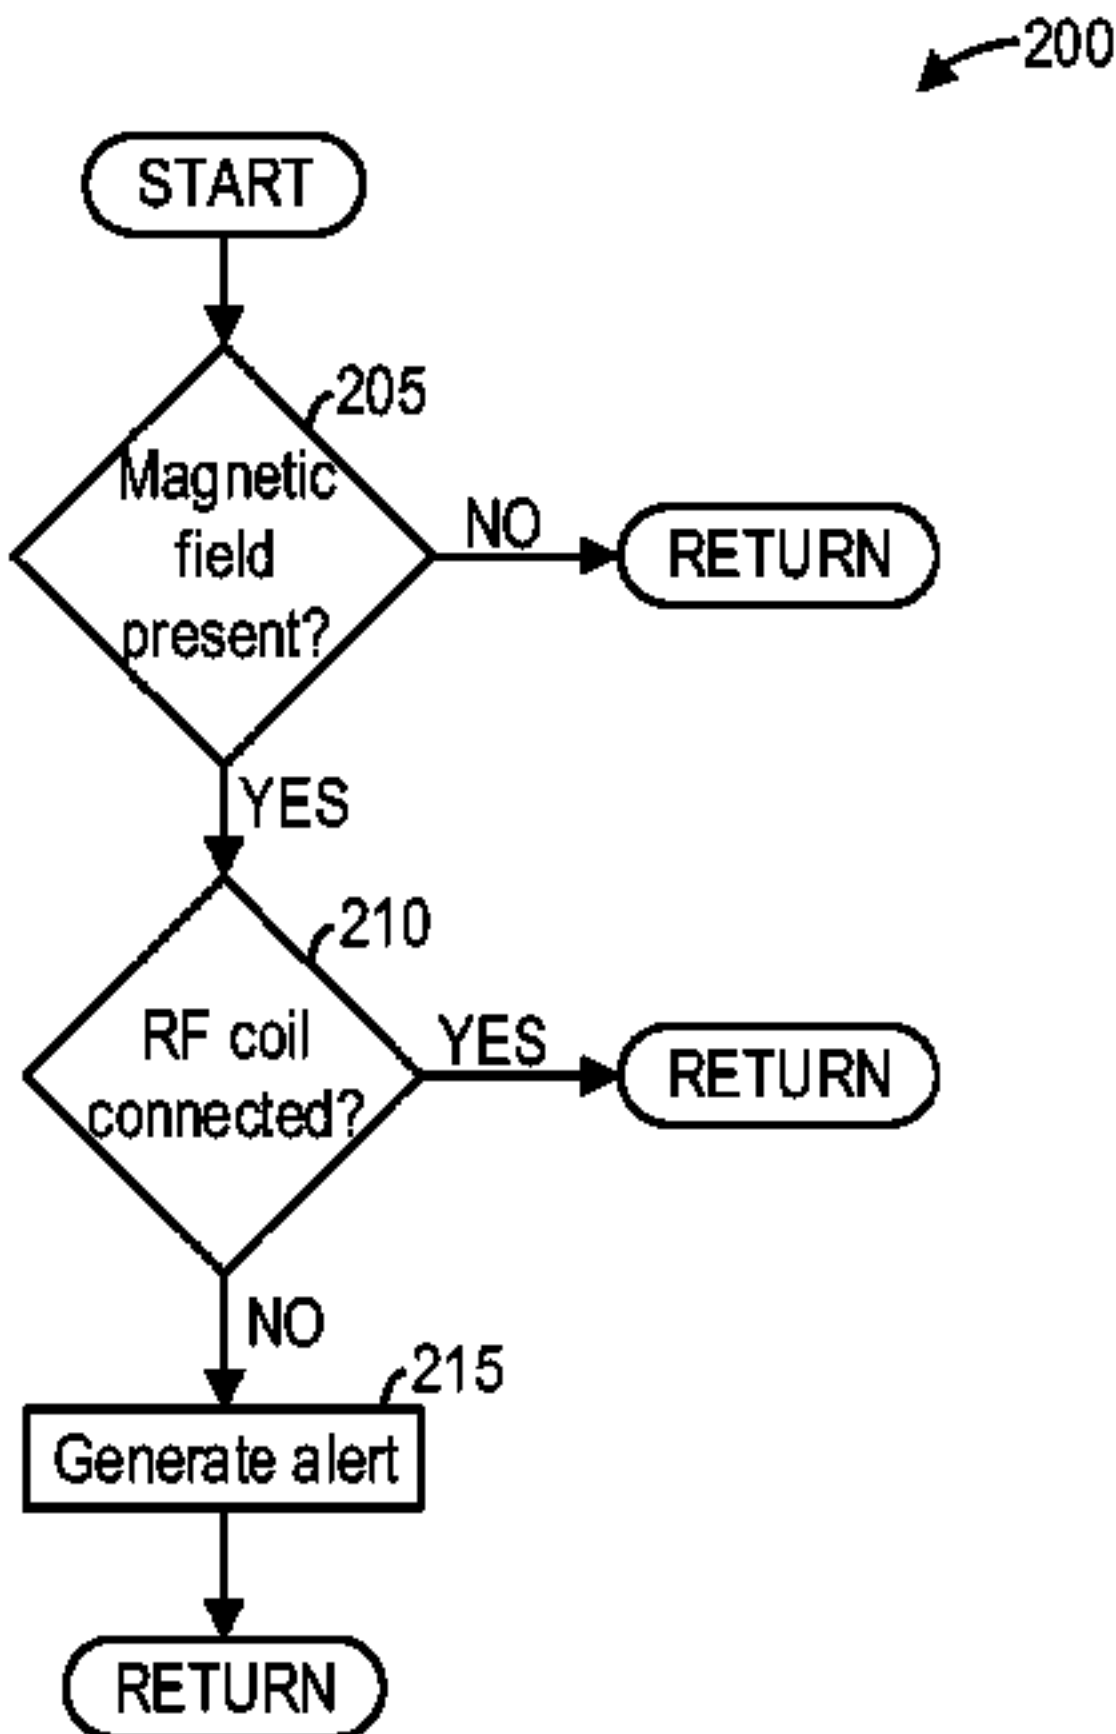 200
START
205
Magnetic
field
present?
NO
RETURN
YES
210
RF coil
connected?
YES
RETURN
NO
215
Generate alert
RETURN